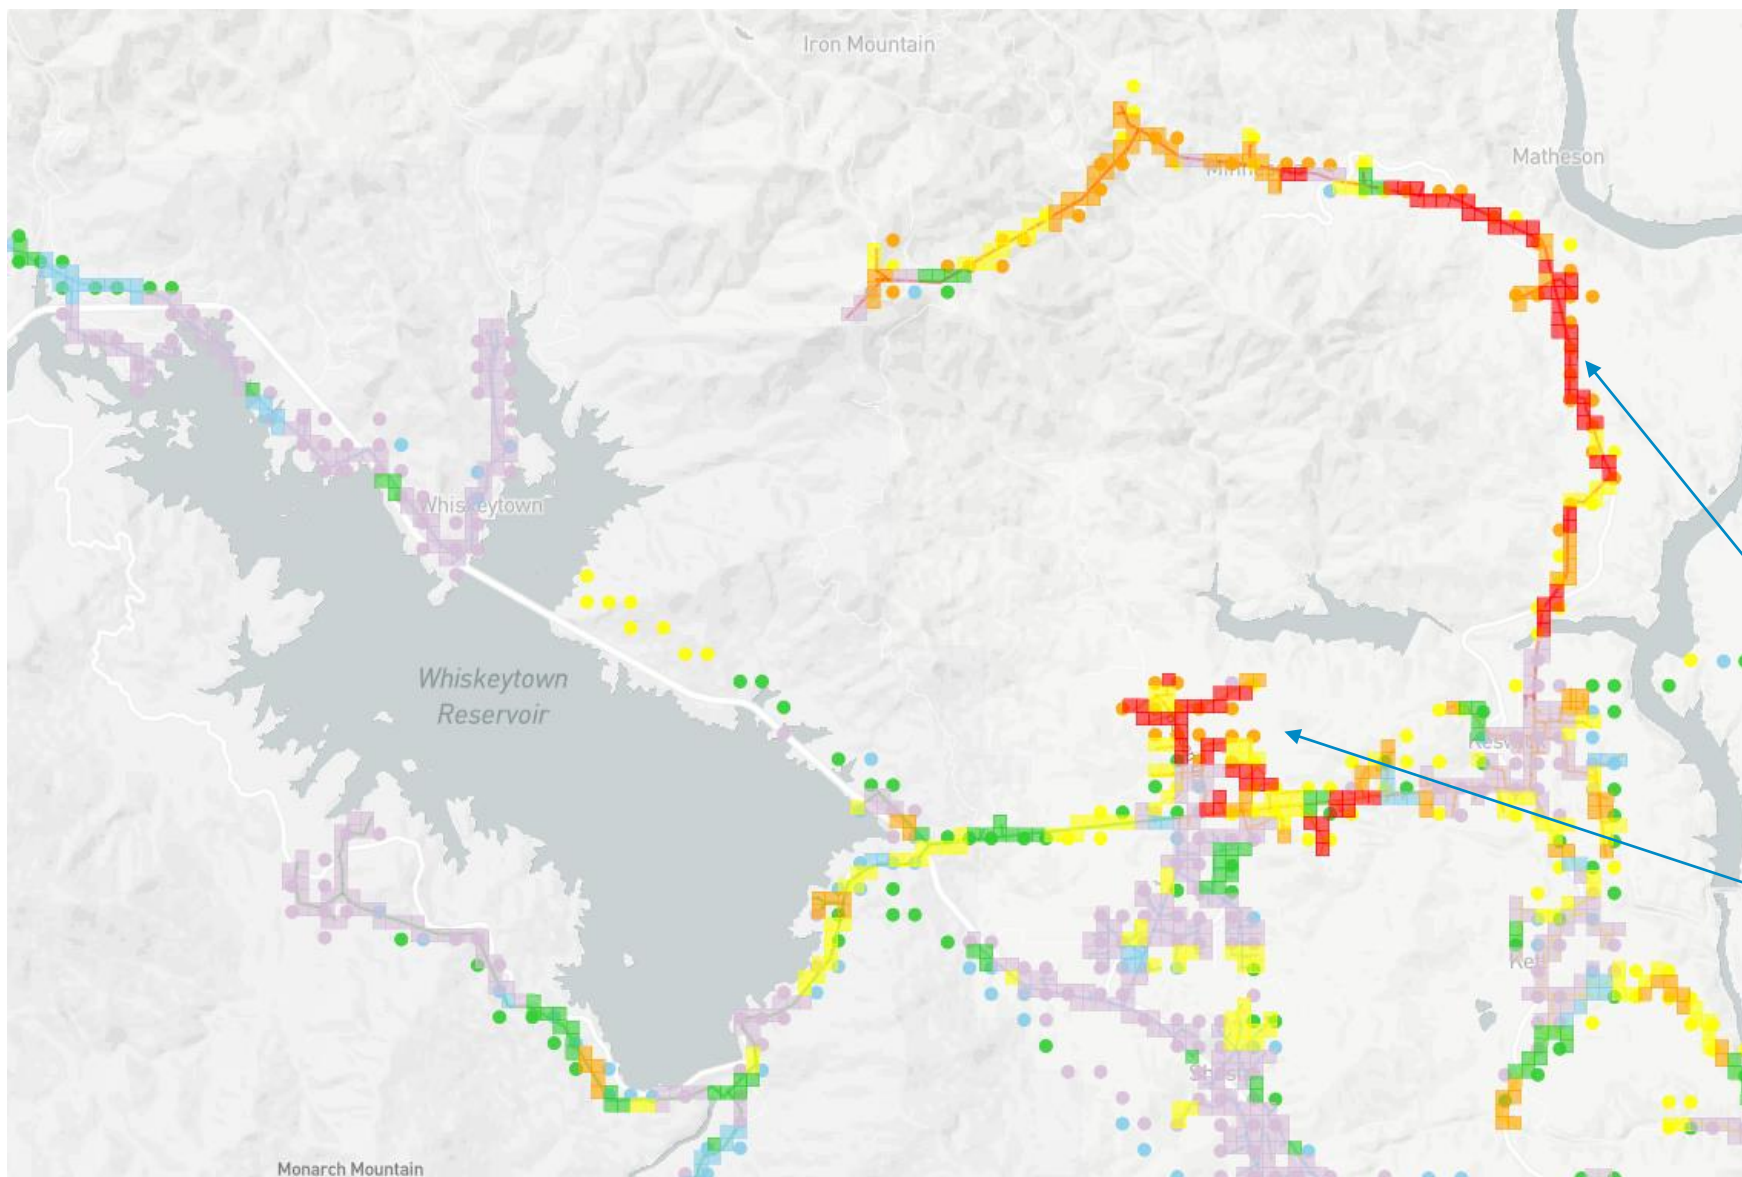 Iron Mountain
Matheson
Whiskeytown
Whiskeytown
Reservoir
Monarch Mountain